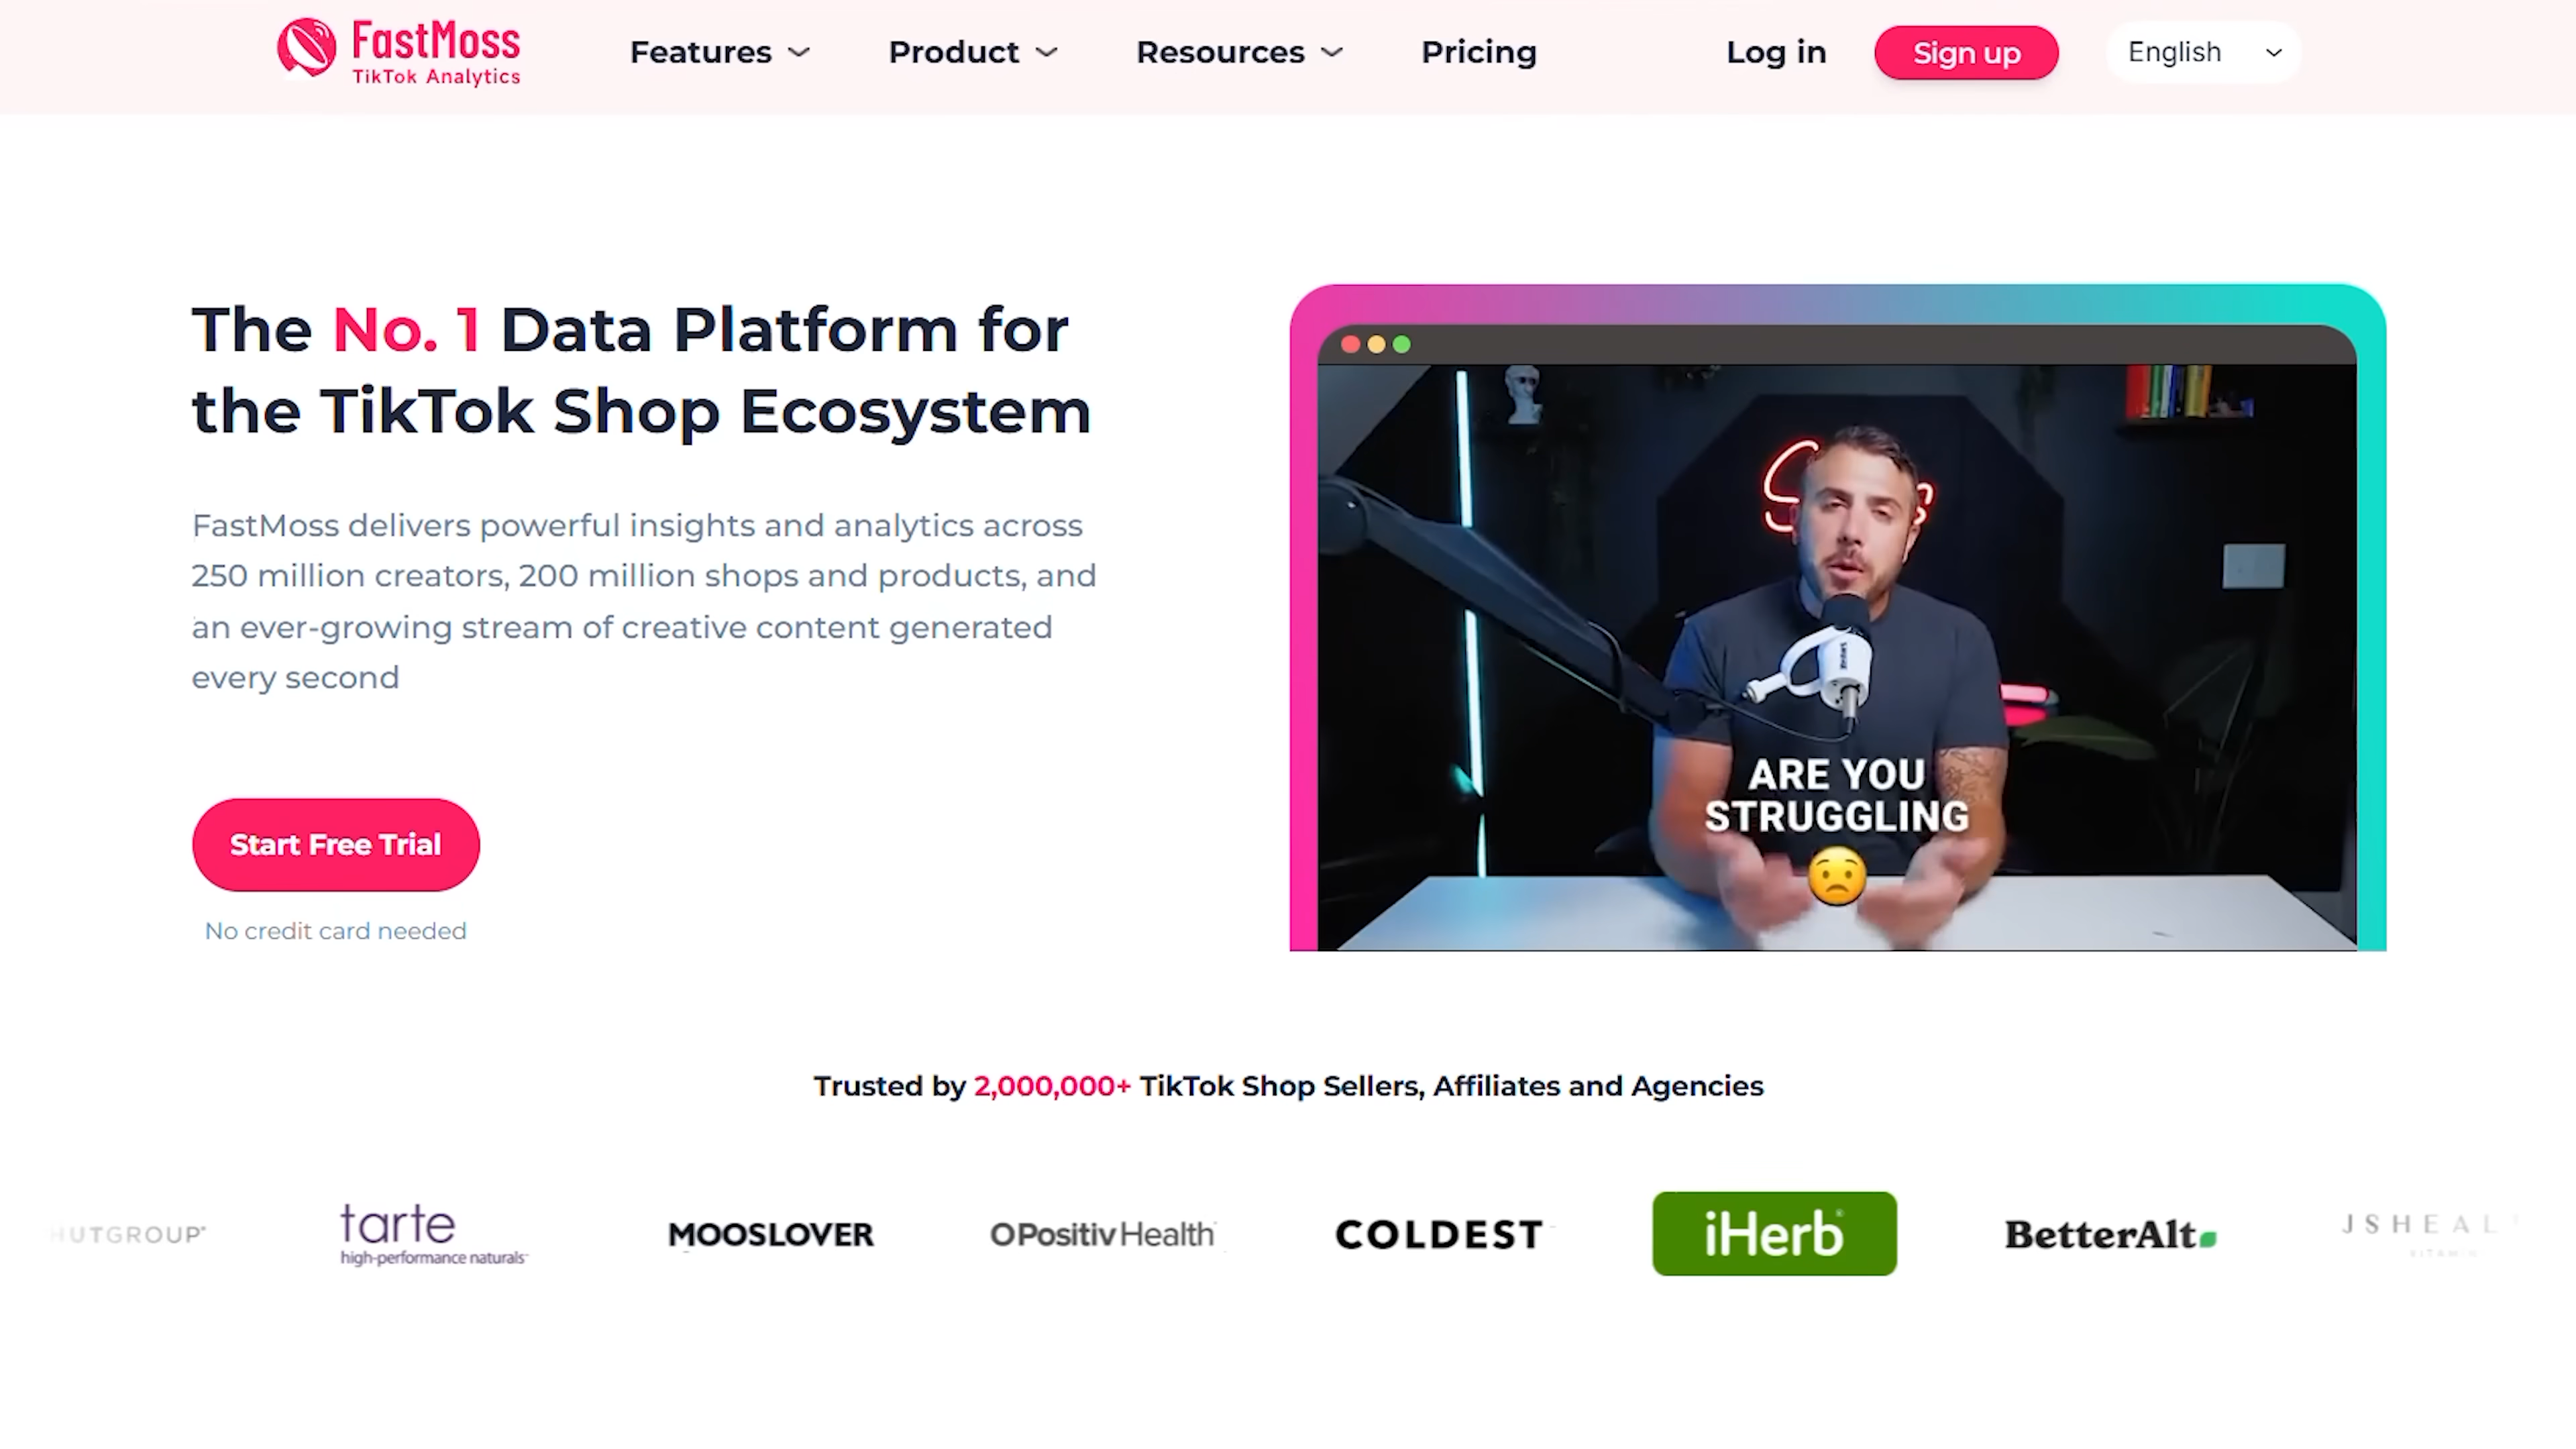 FastMoss
TikTok Analytics
Features
Product
Resources
Pricing
Log in
Sign up
English
The No. 1 Data Platform for
the TikTok Shop Ecosystem
FastMoss delivers powerful insights and analytics across
250 million creators, 200 million shops and products, and
an ever-growing stream of creative content generated
every second
Start Free Trial
No credit card needed
ARE YOU
STRUGGLING
Trusted by 2,000,000+ TikTok Shop Sellers, Affiliates and Agencies
HUTGROUP
tarte
high-performance naturals
MOOSLOVER
OPositiv Health
COLDEST
iHerb
BetterAlt
JSHEAL